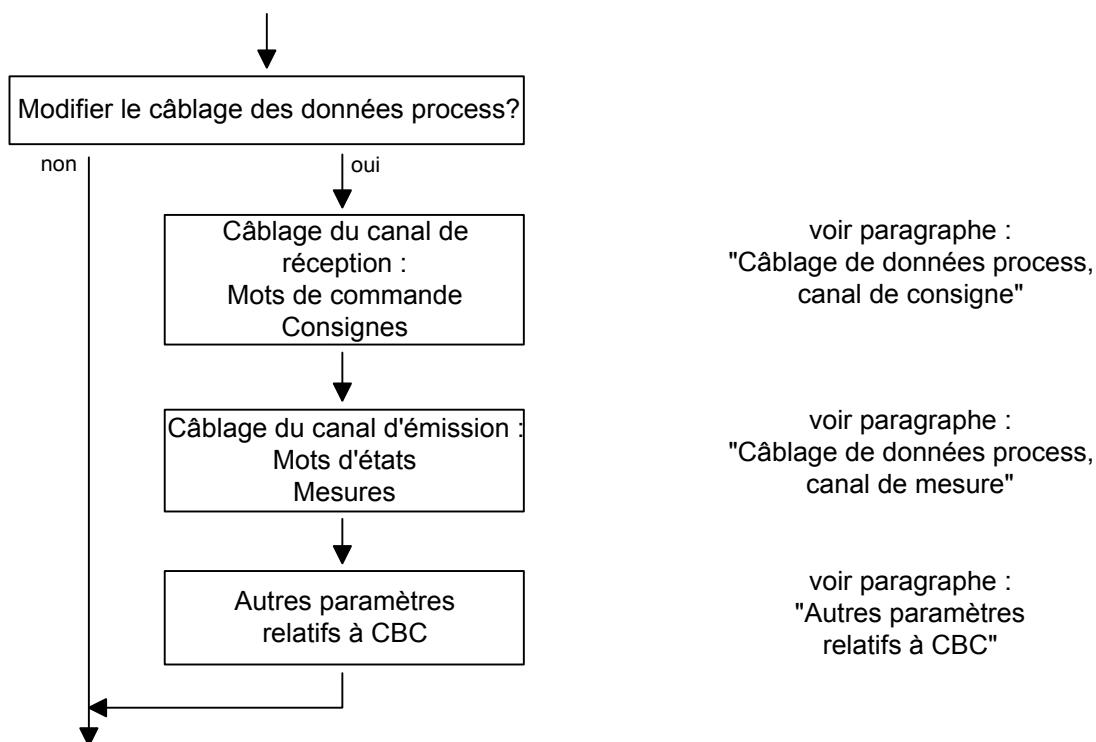 Modifier le câblage des données process?
non
oui
Câblage du canal de
réception :
Mots de commande
Consignes
voir paragraphe :
"Câblage de données process,
canal de consigne"
Câblage du canal d'émission :
Mots d'états
Mesures
voir paragraphe :
"Câblage de données process,
canal de mesure"
Autres paramètres
relatifs à CBC
voir paragraphe :
"Autres paramètres
relatifs à CBC"